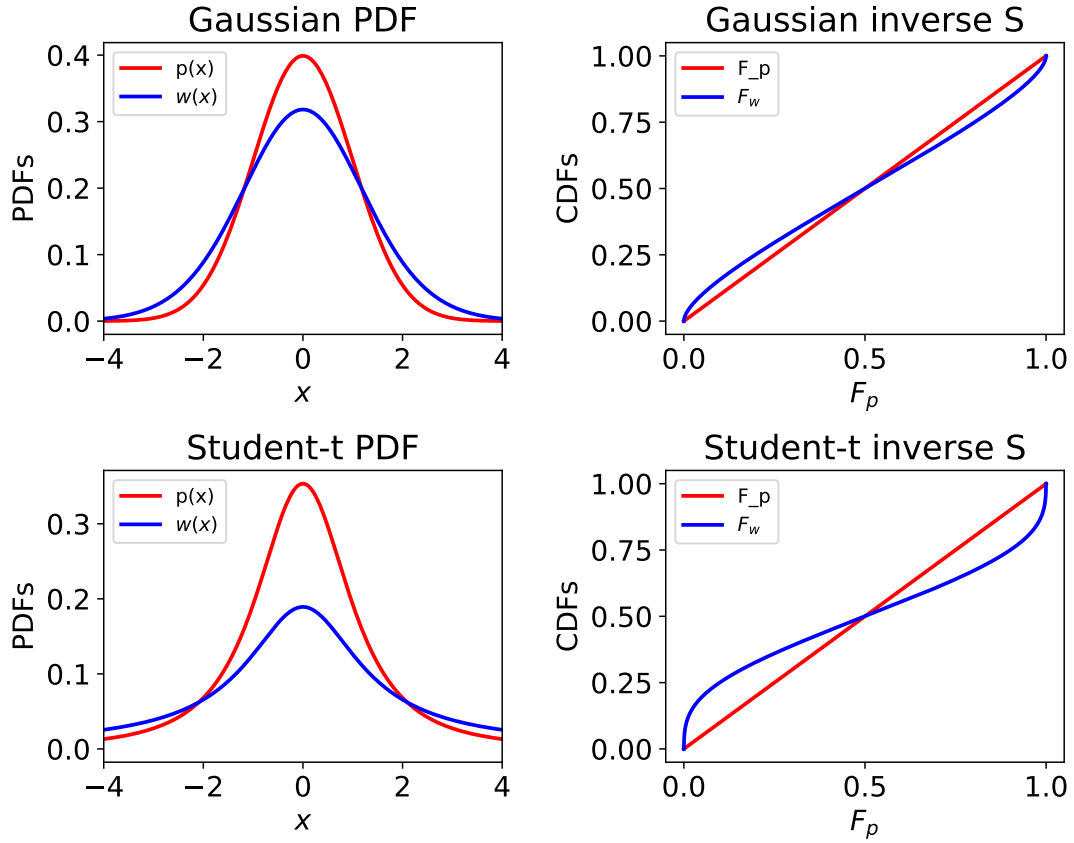 Gaussian PDF
p(x)
w(x)
PDFs
0.4
0.3
0.2
0.1
0.0
−4
−2
0
2
4
x
Gaussian inverse S
F_p
F_w
CDFs
1.00
0.75
0.50
0.25
0.00
0.0
0.5
1.0
F_p
Student-t PDF
p(x)
w(x)
PDFs
0.3
0.2
0.1
0.0
−4
−2
0
2
4
x
Student-t inverse S
F_p
F_w
CDFs
1.00
0.75
0.50
0.25
0.00
0.0
0.5
1.0
F_p